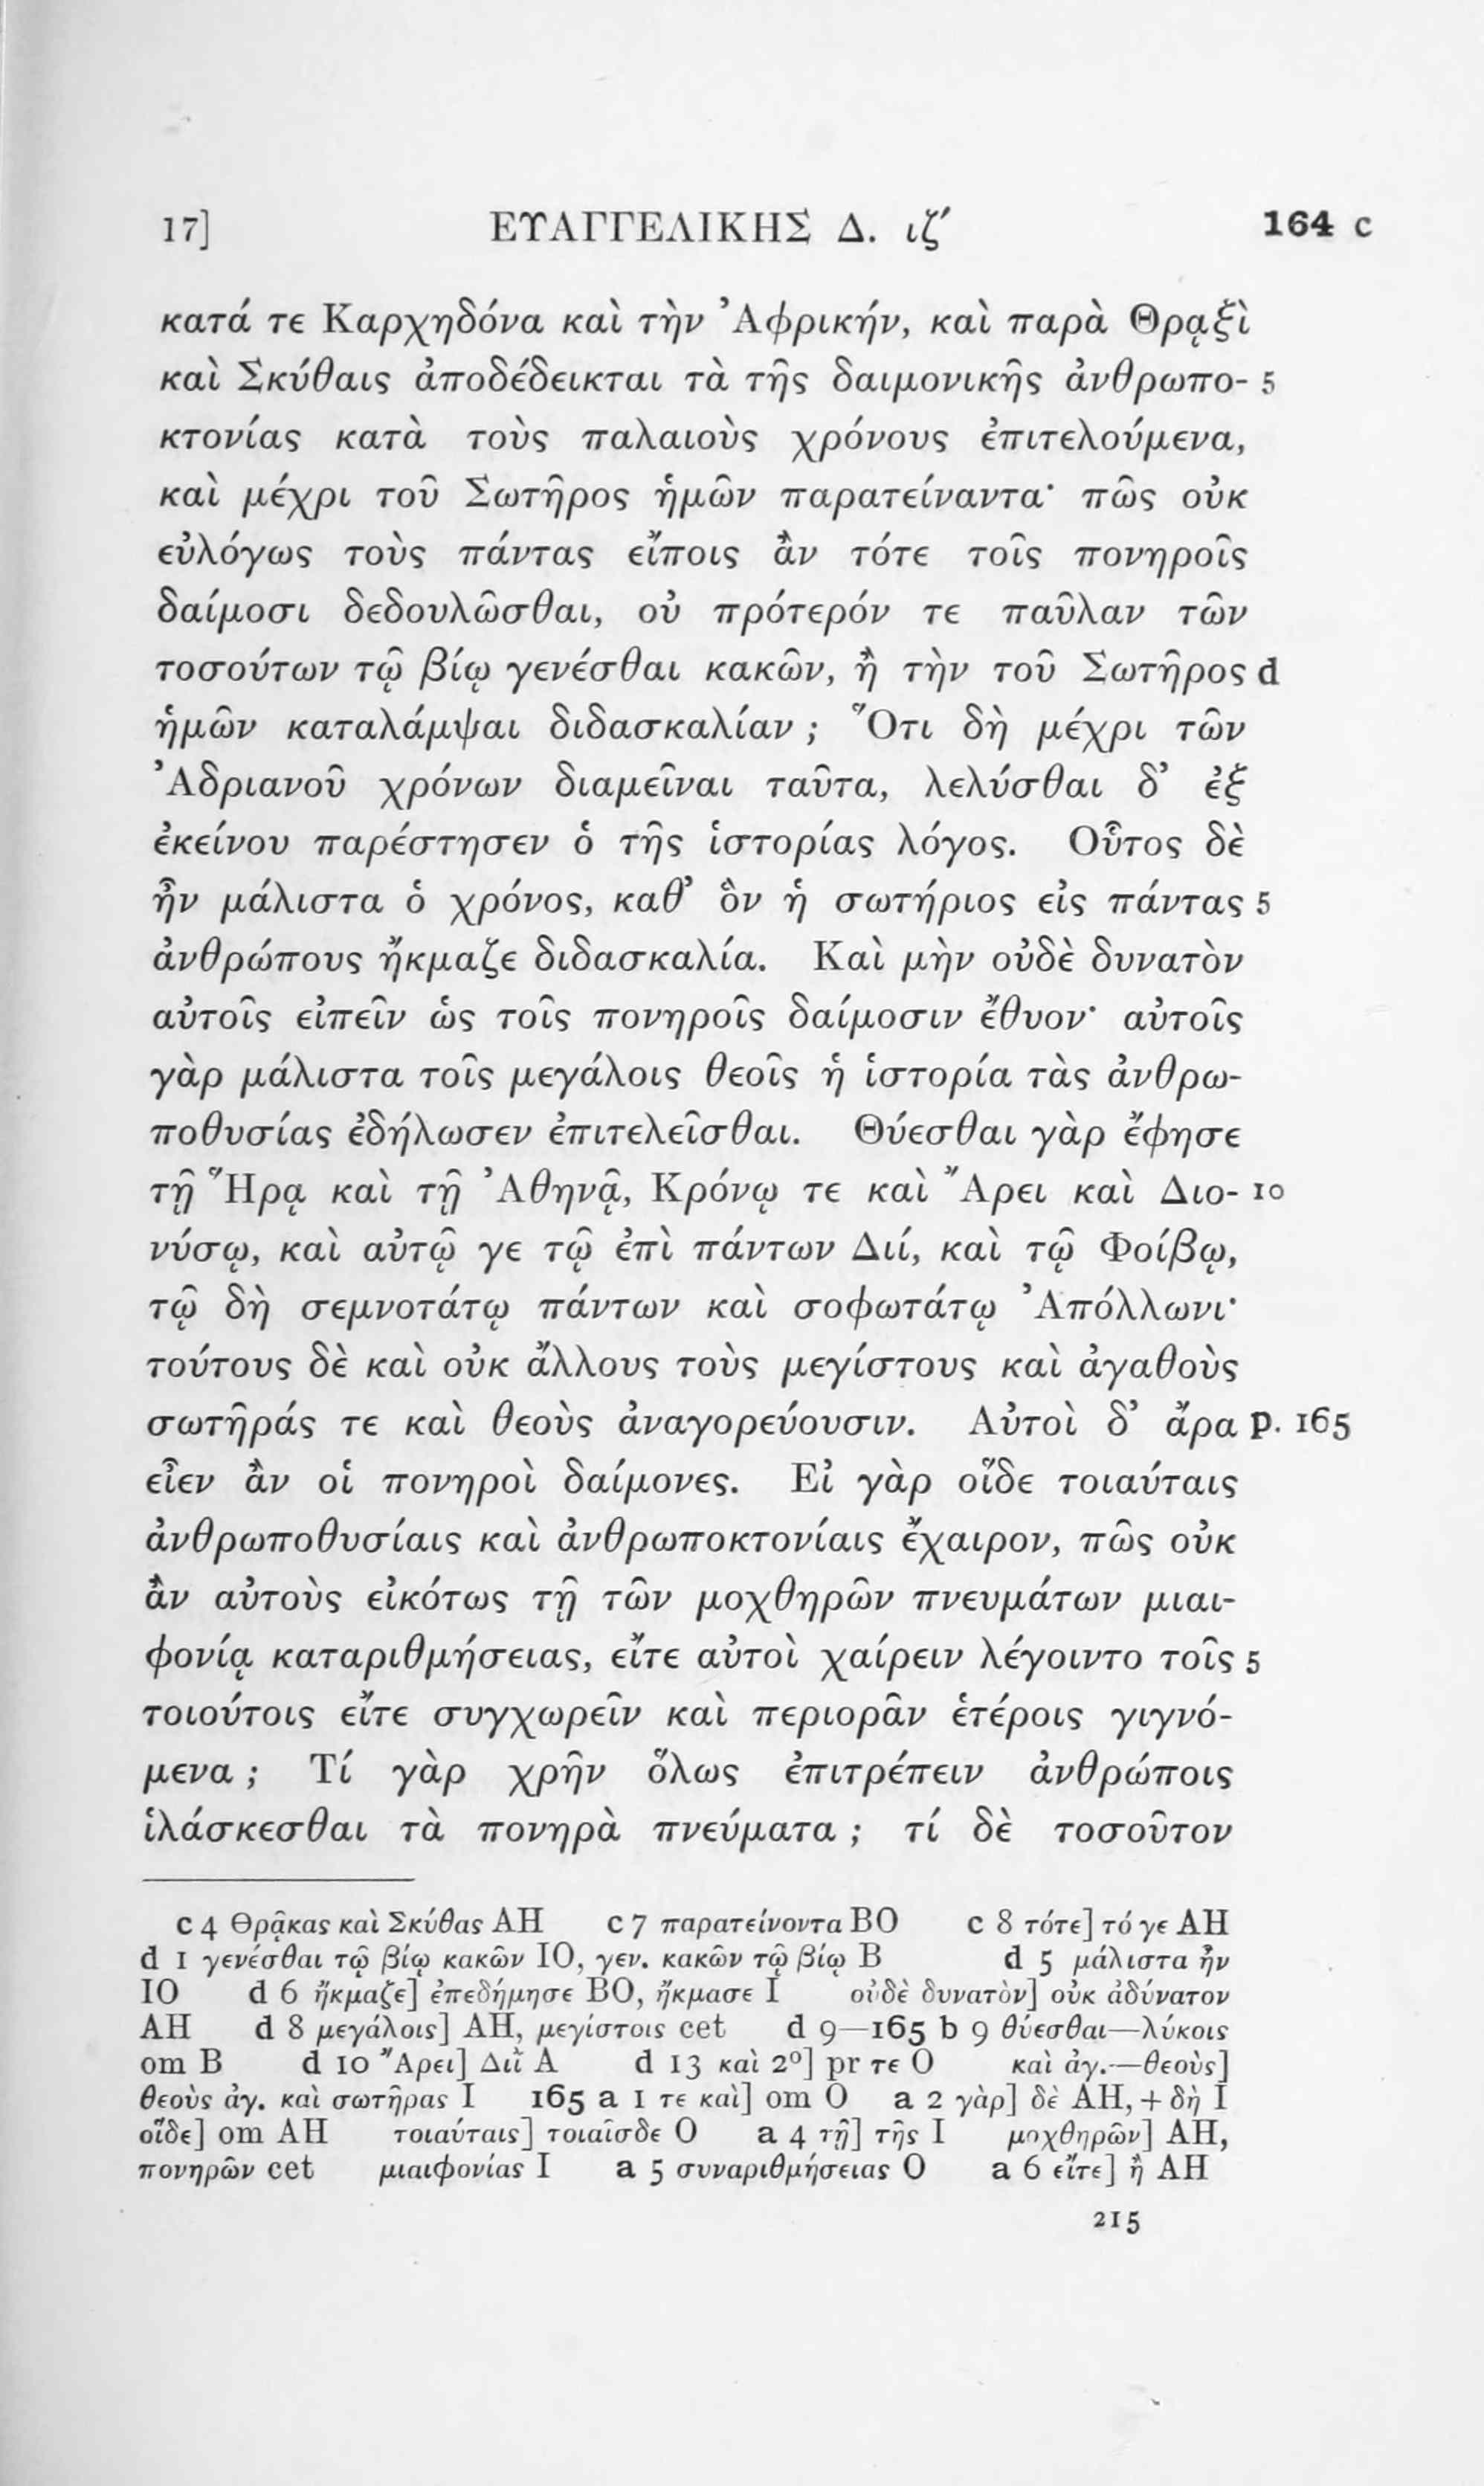 17] ΕΥΑΓΓΕΛΙΚΗΣ Δ. ιζʹ 164 c
κατά τε Καρχηδόνα καὶ τὴν Ἀφρικήν, καὶ παρὰ Θρᾳξὶ
καὶ Σκύθαις ἀποδέδεικται τὰ τῆς δαιμονικῆς ἀνθρωπο- 5
κτονίας κατὰ τοὺς παλαιοὺς χρόνους ἐπιτελούμενα,
καὶ μέχρι τοῦ Σωτῆρος ἡμῶν παρατείναντα· πῶς οὐκ
εὐλόγως τοὺς πάντας εἴποις ἂν τότε τοῖς πονηροῖς
δαίμοσι δεδουλῶσθαι, οὐ πρότερόν τε παῦλαν τῶν
τοσούτων τῷ βίῳ γενέσθαι κακῶν, ἢ τὴν τοῦ Σωτῆρος d
ἡμῶν καταλάμψαι διδασκαλίαν ; Ὅτι δὴ μέχρι τῶν
Ἀδριανοῦ χρόνων διαμεῖναι ταῦτα, λελύσθαι δ’ ἐξ
ἐκείνου παρέστησεν ὁ τῆς ἱστορίας λόγος. Οὗτος δὲ
ἦν μάλιστα ὁ χρόνος, καθ’ ὃν ἡ σωτήριος εἰς πάντας 5
ἀνθρώπους ἤκμαζε διδασκαλία. Καὶ μὴν οὐδὲ δυνατὸν
αὐτοῖς εἰπεῖν ὡς τοῖς πονηροῖς δαίμοσιν ἔθυον· αὐτοῖς
γὰρ μάλιστα τοῖς μεγάλοις θεοῖς ἡ ἱστορία τὰς ἀνθρω-
ποθυσίας ἐδήλωσεν ἐπιτελεῖσθαι. Θύεσθαι γὰρ ἔφησε
τῇ Ἥρᾳ καὶ τῇ Ἀθηνᾷ, Κρόνῳ τε καὶ Ἄρει καὶ Διο- 10
νύσῳ, καὶ αὐτῷ γε τῷ ἐπὶ πάντων Διί, καὶ τῷ Φοίβῳ,
τῷ δὴ σεμνοτάτῳ πάντων καὶ σοφωτάτῳ Ἀπόλλωνι·
τούτους δὲ καὶ οὐκ ἄλλους τοὺς μεγίστους καὶ ἀγαθοὺς
σωτῆράς τε καὶ θεοὺς ἀναγορεύουσιν. Αὐτοὶ δ’ ἄρα p. 165
εἶεν ἂν οἱ πονηροὶ δαίμονες. Εἰ γὰρ οἵδε τοιαύταις
ἀνθρωποθυσίαις καὶ ἀνθρωποκτονίαις ἔχαιρον, πῶς οὐκ
ἂν αὐτοὺς εἰκότως τῇ τῶν μοχθηρῶν πνευμάτων μιαι-
φονίᾳ καταριθμήσειας, εἴτε αὐτοὶ χαίρειν λέγοιντο τοῖς 5
τοιούτοις εἴτε συγχωρεῖν καὶ περιορᾶν ἑτέροις γιγνό-
μενα ; Τί γὰρ χρῆν ὅλως ἐπιτρέπειν ἀνθρώποις
ἱλάσκεσθαι τὰ πονηρὰ πνεύματα ; τί δὲ τοσοῦτον
c 4 Θρᾷκας καὶ Σκύθας AH c 7 παρατείνοντα BO c 8 τότε] τό γε AH
d 1 γενέσθαι τῷ βίῳ κακῶν IO, γεν. κακῶν τῷ βίῳ B d 5 μάλιστα ἦν
IO d 6 ἤκμαζε] ἐπεδήμησε BO, ἤκμασε I οὐδὲ δυνατὸν] οὐκ ἀδύνατον
AH d 8 μεγάλοις] AH, μεγίστοις cet d 9—165 b 9 θύεσθαι—λύκοις
om B d 10 Ἄρει] Διῒ A d 13 καὶ 2º] pr τε O καὶ ἀγ.—θεοὺς]
θεοὺς ἀγ. καὶ σωτῆρας I 165 a 1 τε καὶ] om O a 2 γὰρ] δὲ AH, + δὴ I
οἵδε] om AH τοιαύταις] τοιαῖσδε O a 4 τῇ] τῆς I μοχθηρῶν] AH,
πονηρῶν cet μιαιφονίας I a 5 συναριθμήσειας O a 6 εἴτε] ἢ AH
215